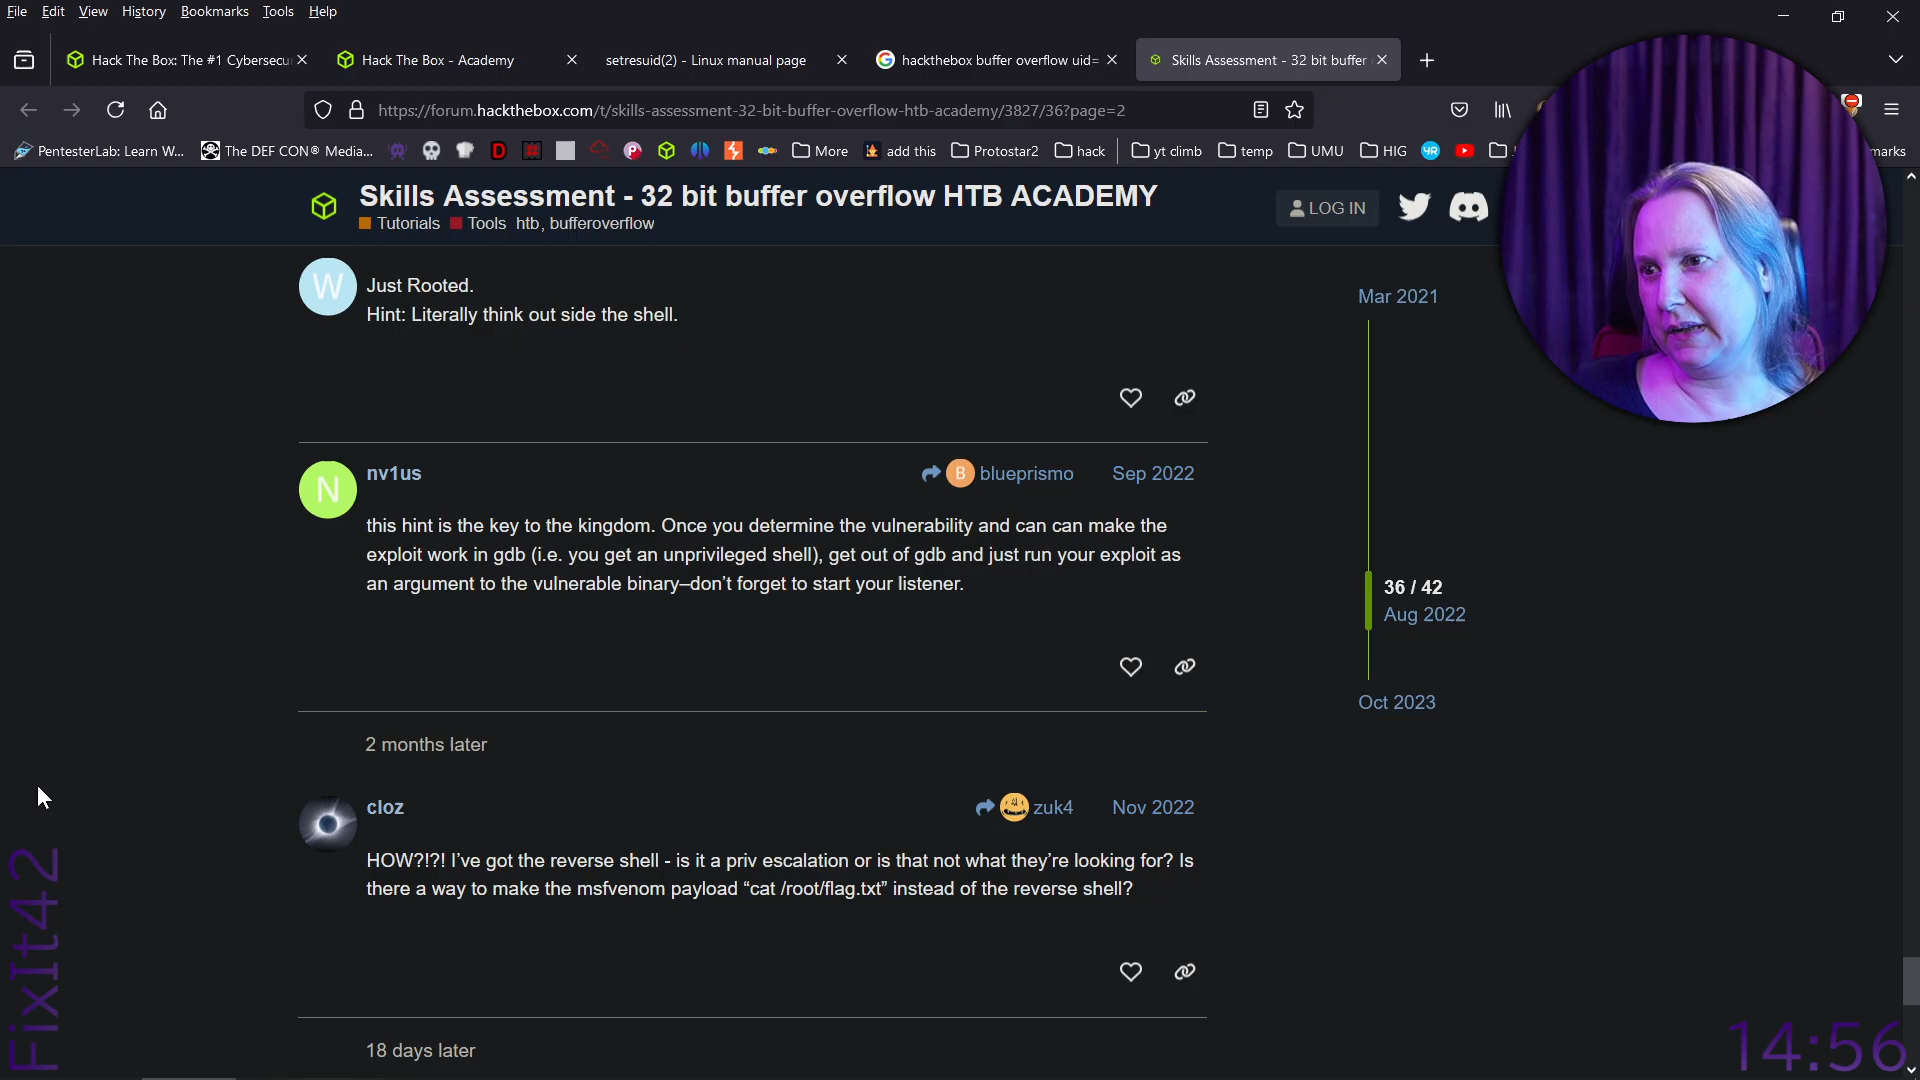 File Edit View History Bookmarks Tools Help
Hack The Box: The #1 Cybersecu
Hack The Box - Academy
setresuid(2) - Linux manual page
hackthebox buffer overflow uid=
Skills Assessment - 32 bit buffer
https://forum.hackthebox.com/t/skills-assessment-32-bit-buffer-overflow-htb-academy/3827/36?page=2
PentesterLab: Learn W... The DEF CON® Media... More add this Protostar2 hack yt climb temp UMU HIG marks
Skills Assessment - 32 bit buffer overflow HTB ACADEMY
Tutorials Tools htb, bufferoverflow
LOG IN
W
Just Rooted.
Hint: Literally think out side the shell.
Mar 2021
N
nv1us
B blueprismo Sep 2022
this hint is the key to the kingdom. Once you determine the vulnerability and can can make the
exploit work in gdb (i.e. you get an unprivileged shell), get out of gdb and just run your exploit as
an argument to the vulnerable binary–don’t forget to start your listener.
36 / 42
Aug 2022
Oct 2023
2 months later
cloz
zuk4 Nov 2022
HOW?!?! I’ve got the reverse shell - is it a priv escalation or is that not what they’re looking for? Is
there a way to make the msfvenom payload “cat /root/flag.txt” instead of the reverse shell?
18 days later
FixIt42
14:56